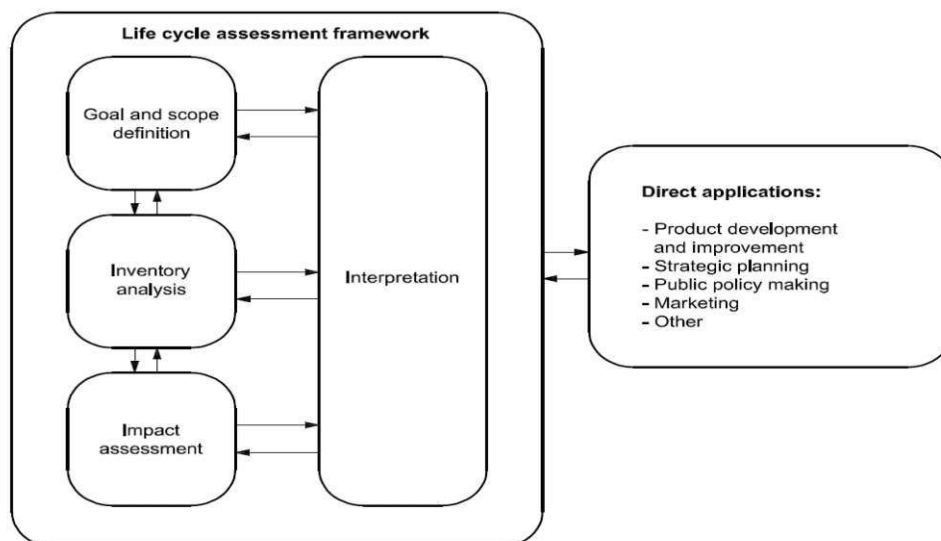 Life cycle assessment framework
Goal and scope
definition
Inventory
analysis
Impact
assessment
Interpretation
Direct applications:
- Product development
and improvement
- Strategic planning
- Public policy making
- Marketing
- Other